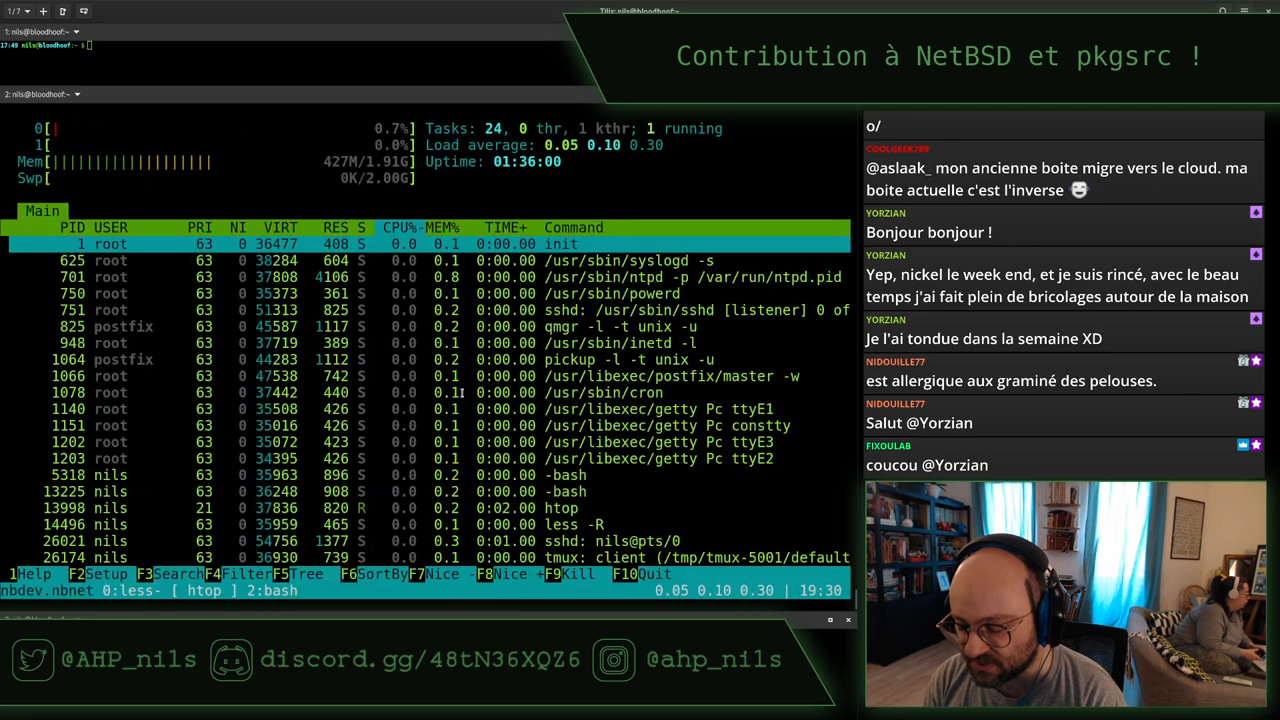 1/7
Tilix: nils@bloodhoof:~
1: nils@bloodhoof:~
17:49 nils@bloodhoof:~ $
Contribution à NetBSD et pkgsrc !
2: nils@bloodhoof:~
0[| 0.7%] Tasks: 24, 0 thr, 1 kthr; 1 running
1[ 0.0%] Load average: 0.05 0.10 0.30
Mem[|||||||||||||||||||| 427M/1.91G] Uptime: 01:36:00
Swp[ 0K/2.00G]
Main
PID USER PRI NI VIRT RES S CPU%-MEM% TIME+ Command
1 root 63 0 36477 408 S 0.0 0.1 0:00.00 init
625 root 63 0 38284 604 S 0.0 0.1 0:00.00 /usr/sbin/syslogd -s
701 root 63 0 37808 4106 S 0.0 0.8 0:00.00 /usr/sbin/ntpd -p /var/run/ntpd.pid
750 root 63 0 35373 361 S 0.0 0.1 0:00.00 /usr/sbin/powerd
751 root 63 0 51313 825 S 0.0 0.2 0:00.00 sshd: /usr/sbin/sshd [listener] 0 of
825 postfix 63 0 45587 1117 S 0.0 0.2 0:00.00 qmgr -l -t unix -u
948 root 63 0 37719 389 S 0.0 0.1 0:00.00 /usr/sbin/inetd -l
1064 postfix 63 0 44283 1112 S 0.0 0.2 0:00.00 pickup -l -t unix -u
1066 root 63 0 47538 742 S 0.0 0.1 0:00.00 /usr/libexec/postfix/master -w
1078 root 63 0 37442 440 S 0.0 0.1 0:00.00 /usr/sbin/cron
1140 root 63 0 35508 426 S 0.0 0.1 0:00.00 /usr/libexec/getty Pc ttyE1
1151 root 63 0 35016 426 S 0.0 0.1 0:00.00 /usr/libexec/getty Pc constty
1202 root 63 0 35072 423 S 0.0 0.1 0:00.00 /usr/libexec/getty Pc ttyE3
1203 root 63 0 34395 426 S 0.0 0.1 0:00.00 /usr/libexec/getty Pc ttyE2
5318 nils 63 0 35963 896 S 0.0 0.2 0:00.00 -bash
13225 nils 63 0 36248 908 S 0.0 0.2 0:00.00 -bash
13998 nils 21 0 37836 820 R 0.0 0.2 0:02.00 htop
14496 nils 63 0 35959 465 S 0.0 0.1 0:00.00 less -R
26021 nils 63 0 54756 1377 S 0.0 0.3 0:01.00 sshd: nils@pts/0
26174 nils 63 0 36930 739 S 0.0 0.1 0:00.00 tmux: client (/tmp/tmux-5001/default
1Help F2Setup F3SearchF4FilterF5Tree F6SortByF7Nice -F8Nice +F9Kill F10Quit
nbdev.nbnet 0:less- [ htop ] 2:bash 0.05 0.10 0.30 | 19:30
o/
COOLGEEK789
@aslaak_ mon ancienne boite migre vers le cloud. ma
boite actuelle c'est l'inverse
YORZIAN
Bonjour bonjour !
YORZIAN
Yep, nickel le week end, et je suis rincé, avec le beau
temps j'ai fait plein de bricolages autour de la maison
YORZIAN
Je l'ai tondue dans la semaine XD
NIDOUILLE77
est allergique aux graminé des pelouses.
NIDOUILLE77
Salut @Yorzian
FIXOULAB
coucou @Yorzian
@AHP_nils
discord.gg/48tN36XQZ6
@ahp_nils